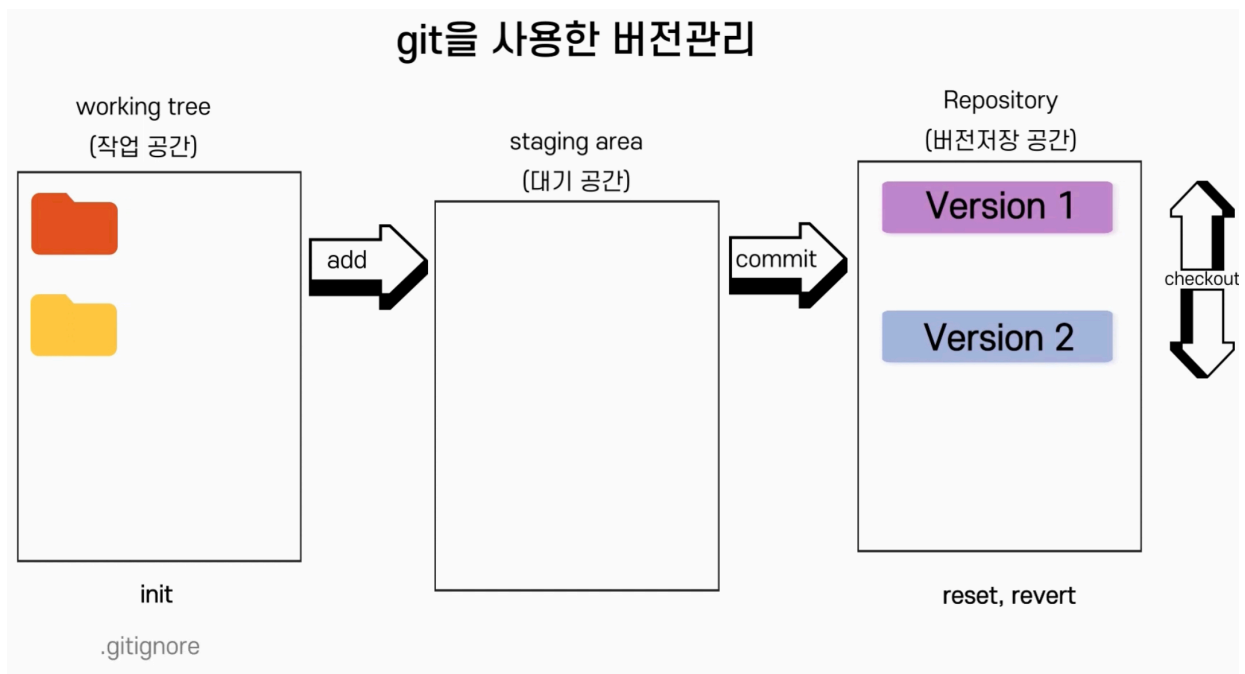 git을 사용한 버전관리
working tree
(작업 공간)
staging area
(대기 공간)
Repository
(버전저장 공간)
add
commit
Version 1
Version 2
checkout
init
.gitignore
reset, revert